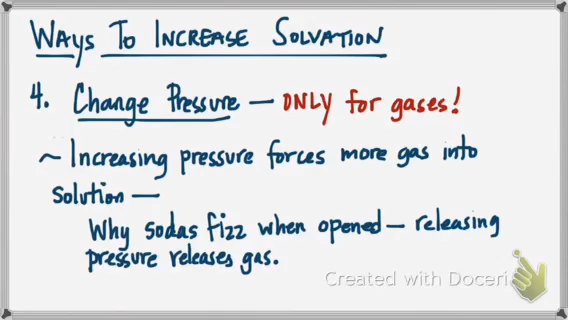 WAYS TO INCREASE SOLVATION
4. Change Pressure — ONLY for gases!
~ Increasing pressure forces more gas into
solution —
Why sodas fizz when opened — releasing
pressure releases gas.
Created with Doceri